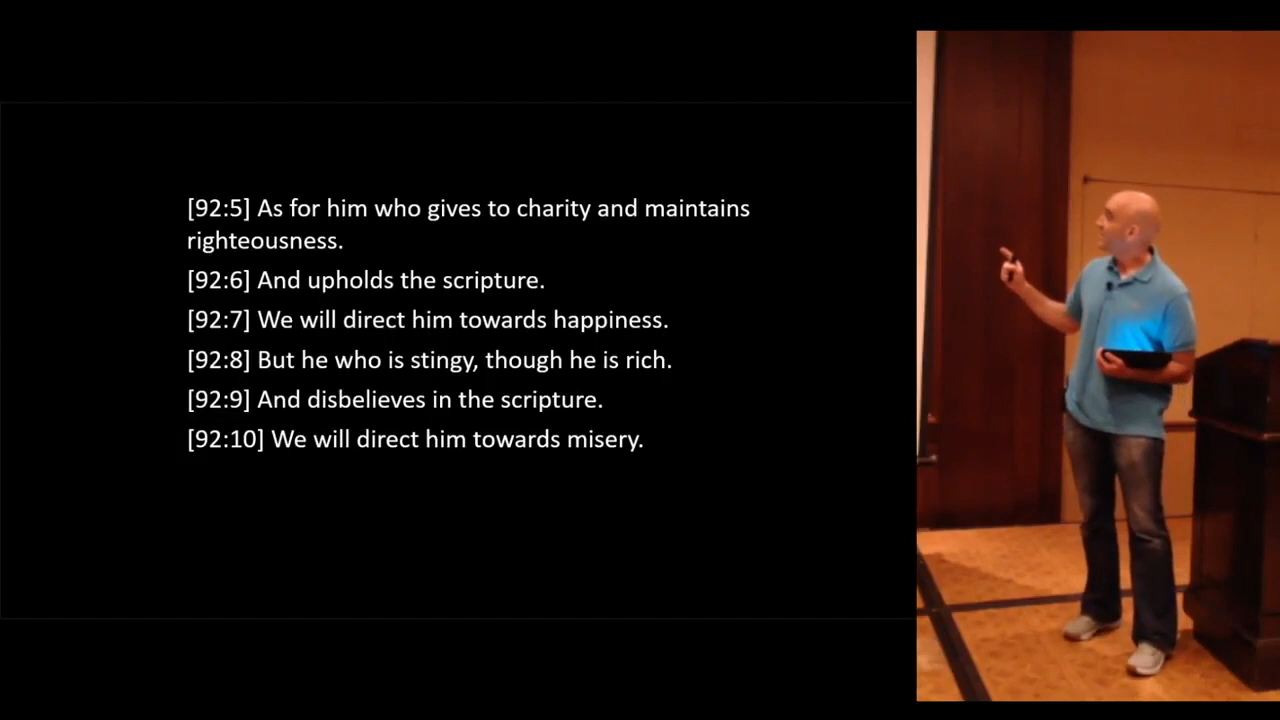 [92:5] As for him who gives to charity and maintains
righteousness.
[92:6] And upholds the scripture.
[92:7] We will direct him towards happiness.
[92:8] But he who is stingy, though he is rich.
[92:9] And disbelieves in the scripture.
[92:10] We will direct him towards misery.